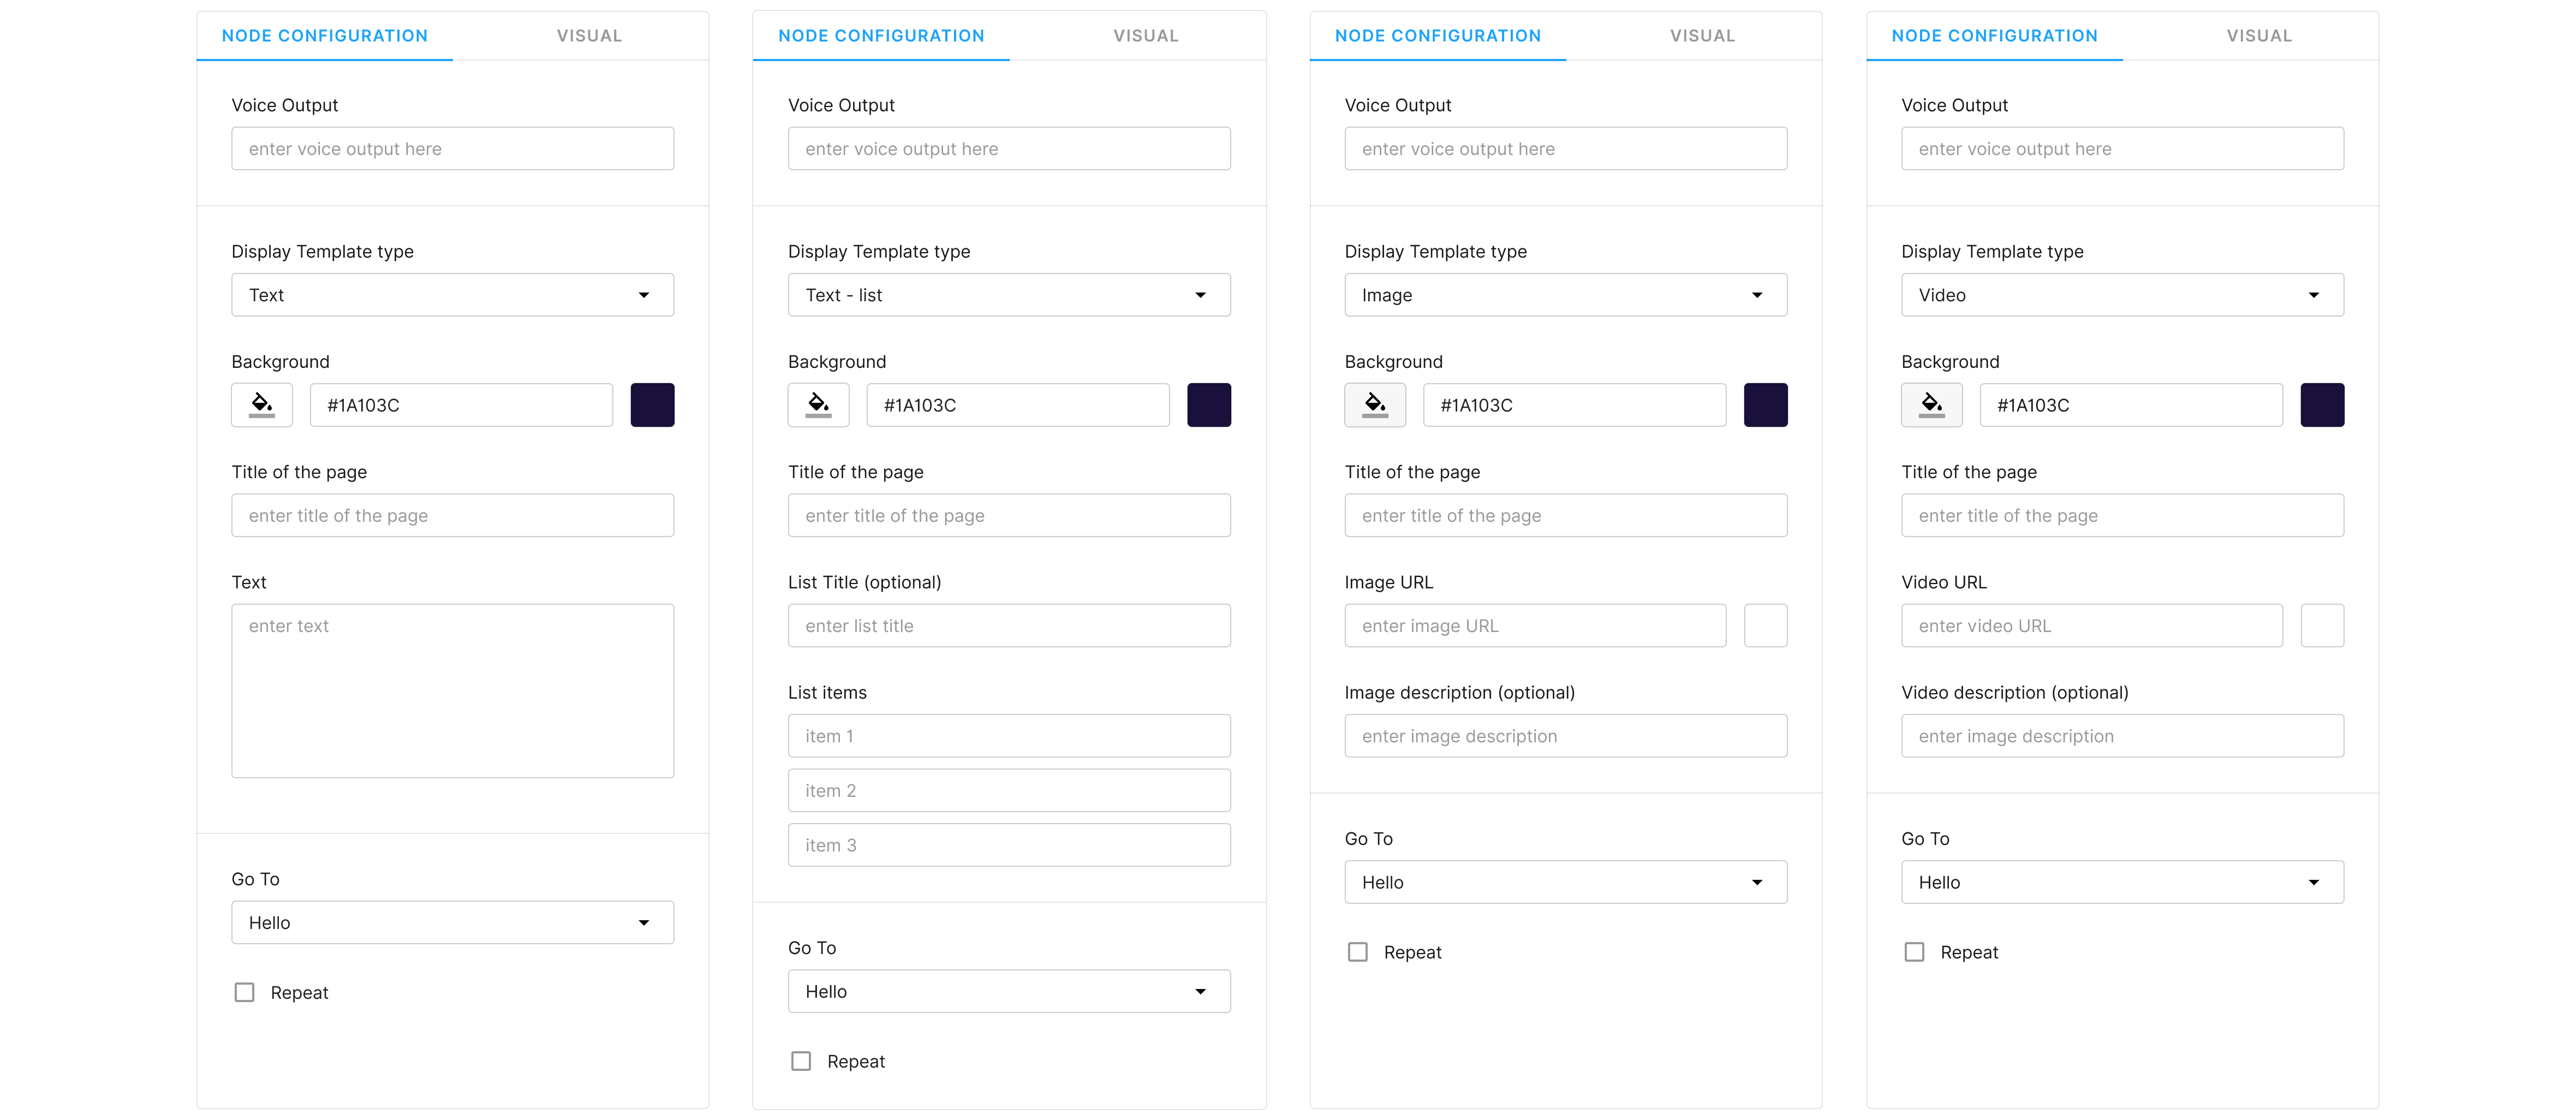 NODE CONFIGURATION VISUAL
Voice Output
enter voice output here
Display Template type
Text
Background
#1A103C
Title of the page
enter title of the page
Text
enter text
Go To
Hello
Repeat
NODE CONFIGURATION VISUAL
Voice Output
enter voice output here
Display Template type
Text - list
Background
#1A103C
Title of the page
enter title of the page
List Title (optional)
enter list title
List items
item 1
item 2
item 3
Go To
Hello
Repeat
NODE CONFIGURATION VISUAL
Voice Output
enter voice output here
Display Template type
Image
Background
#1A103C
Title of the page
enter title of the page
Image URL
enter image URL
Image description (optional)
enter image description
Go To
Hello
Repeat
NODE CONFIGURATION VISUAL
Voice Output
enter voice output here
Display Template type
Video
Background
#1A103C
Title of the page
enter title of the page
Video URL
enter video URL
Video description (optional)
enter image description
Go To
Hello
Repeat